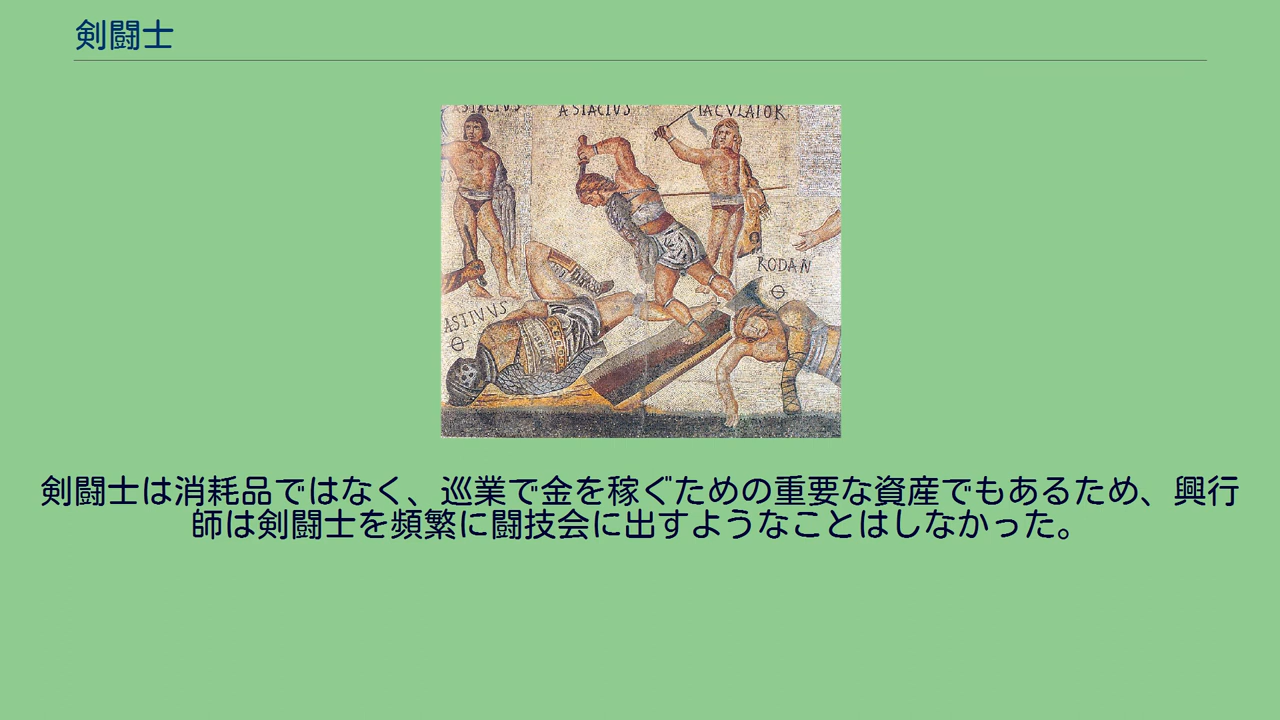 剣闘士
ASTACIVS
IACVLATOR
RODAN
ASTIVVS
剣闘士は消耗品ではなく、巡業で金を稼ぐための重要な資産でもあるため、興行
師は剣闘士を頻繁に闘技会に出すようなことはしなかった。